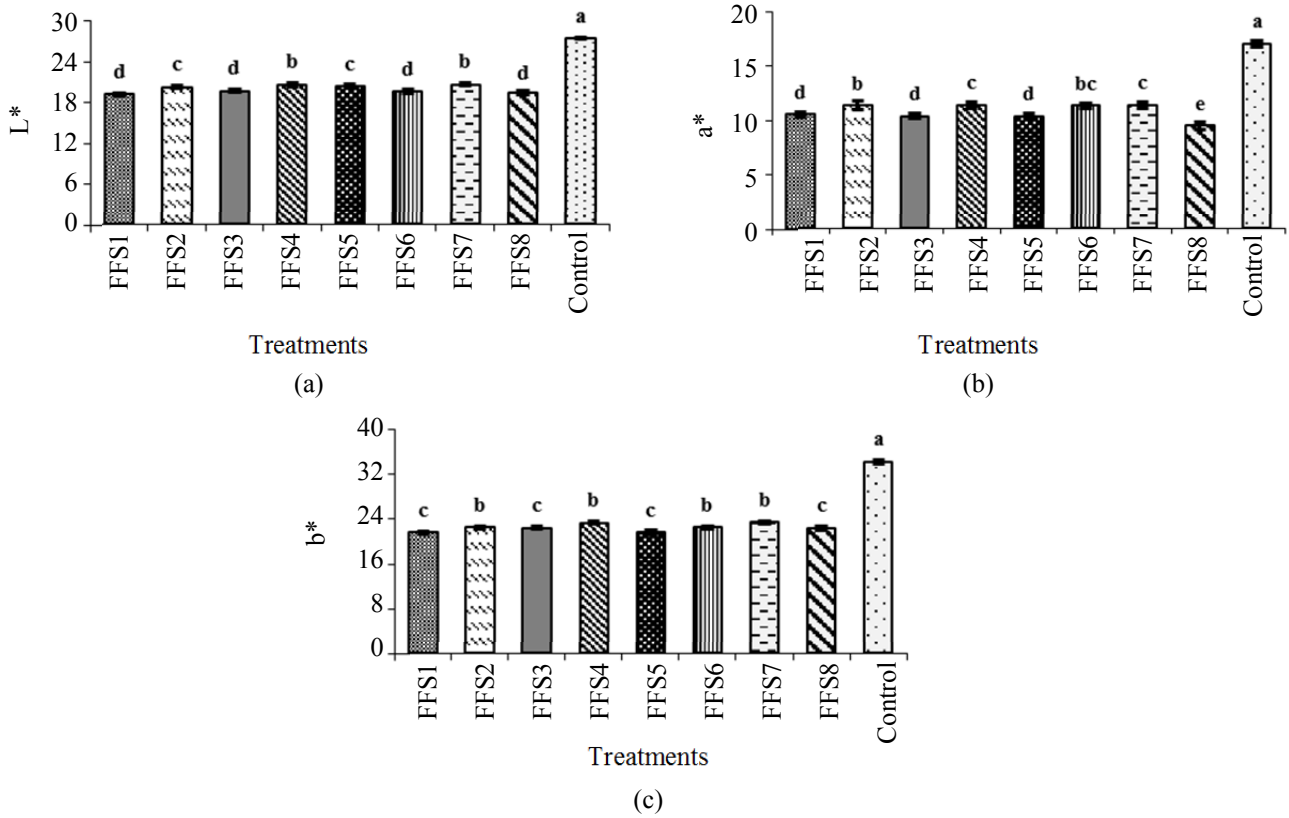 30
24
18
12
6
0
L*
d
c
d
b
c
d
b
d
a
FFS1
FFS2
FFS3
FFS4
FFS5
FFS6
FFS7
FFS8
Control
Treatments
(a)
20
15
10
5
0
a*
d
b
d
c
d
bc
c
e
a
FFS1
FFS2
FFS3
FFS4
FFS5
FFS6
FFS7
FFS8
Control
Treatments
(b)
40
32
24
16
8
0
b*
c
b
c
b
c
b
b
c
a
FFS1
FFS2
FFS3
FFS4
FFS5
FFS6
FFS7
FFS8
Control
Treatments
(c)